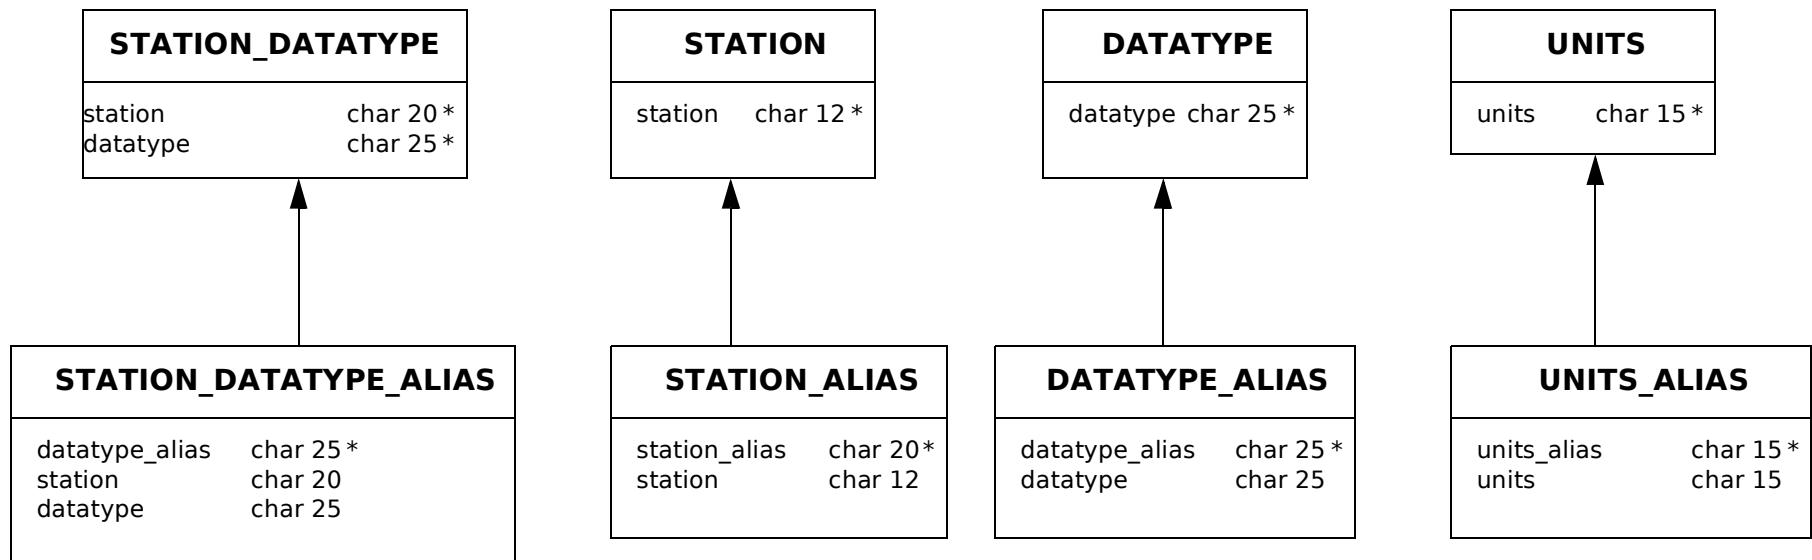 STATION_DATATYPE
station char 20 *
datatype char 25 *
STATION
station char 12 *
DATATYPE
datatype char 25 *
UNITS
units char 15 *
STATION_DATATYPE_ALIAS
datatype_alias char 25 *
station char 20
datatype char 25
STATION_ALIAS
station_alias char 20 *
station char 12
DATATYPE_ALIAS
datatype_alias char 25 *
datatype char 25
UNITS_ALIAS
units_alias char 15 *
units char 15